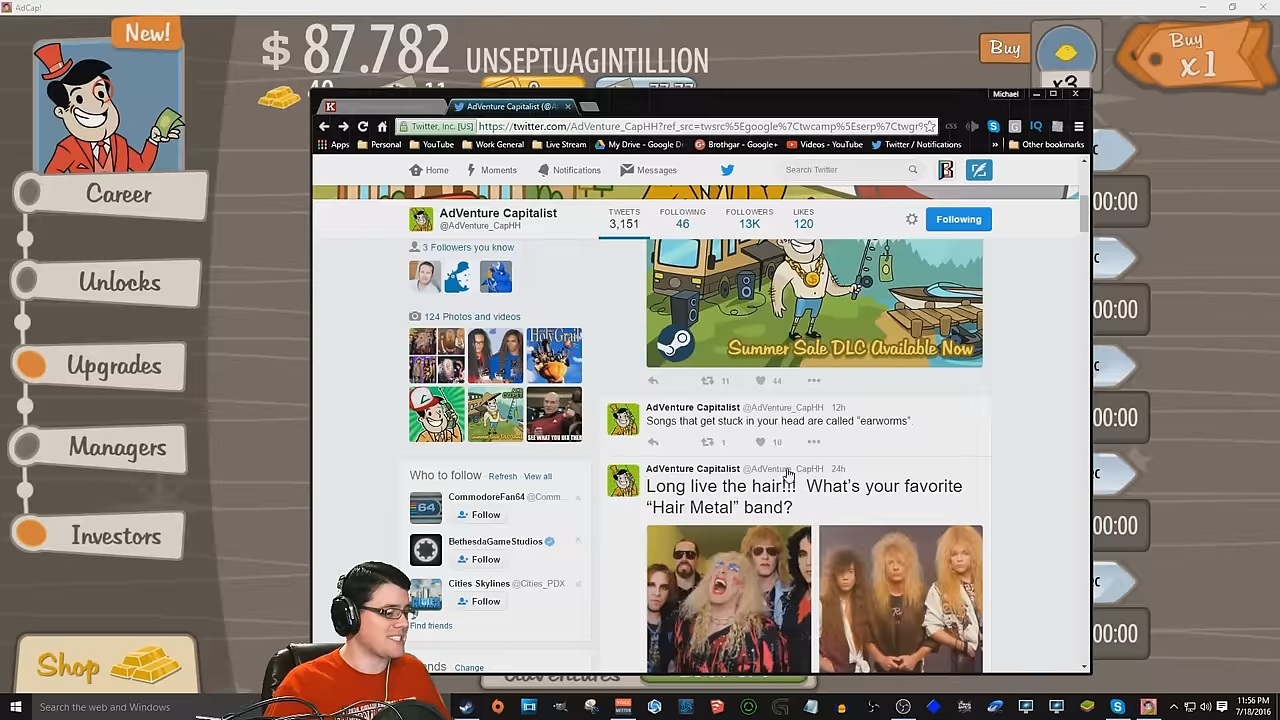 AdCap!
New!
$ 87.782 UNSEPTUAGINTILLION
Buy
x3
Buy
x1
Career
Unlocks
Upgrades
Managers
Investors
Shop
Michael
AdVenture Capitalist (@A
Twitter, Inc. [US] https://twitter.com/AdVenture_CapHH?ref_src=twsrc%5Egoogle%7Ctwcamp%5Eserp%7Ctwgr%
Apps Personal YouTube Work General Live Stream My Drive - Google D Brothgar - Google+ Videos - YouTube Twitter / Notifications » Other bookmarks
Home Moments Notifications Messages Search Twitter
AdVenture Capitalist
@AdVenture_CapHH
TWEETS FOLLOWING FOLLOWERS LIKES
3,151 46 13K 120
Following
3 Followers you know
124 Photos and videos
SEE WHAT YOU DID THER
Summer Sale DLC Available Now
11 44
AdVenture Capitalist @AdVenture_CapHH 12h
Songs that get stuck in your head are called “earworms”.
1 10
AdVenture Capitalist @AdVenture_CapHH 24h
Long live the hair!!! What's your favorite
“Hair Metal” band?
Who to follow Refresh View all
CommodoreFan64 @Comm...
Follow
BethesdaGameStudios
Follow
Cities Skylines @Cities_PDX
Follow
Find friends
Change
00:00
00:00
00:00
00:00
00:00
Search the web and Windows
11:56 PM
7/18/2016